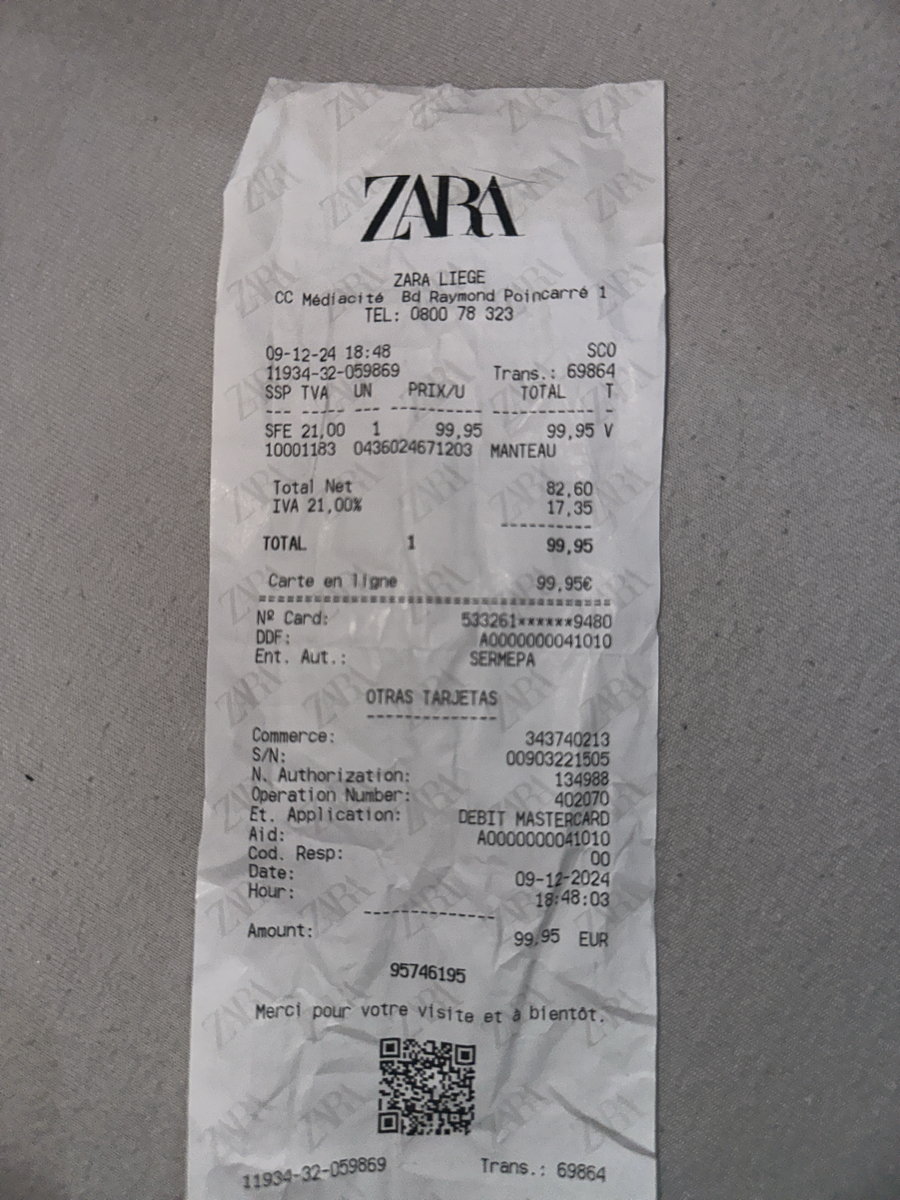 ZARA
ZARA LIEGE
CC Médiacité Bd Raymond Poincarré 1
TEL: 0800 78 323
09-12-24 18:48 SCO
11934-32-059869 Trans.: 69864
SSP TVA UN PRIX/U TOTAL T
--- ----- --- ---------- ----------- -
SFE 21,00 1 99,95 99,95 V
10001183 0436024671203 MANTEAU
Total Net 82,60
IVA 21,00% 17,35
----------
TOTAL 1 99,95
Carte en ligne 99,95€
========================================
Nº Card: 533261******9480
DDF: A0000000041010
Ent. Aut.: SERMEPA
OTRAS TARJETAS
--------------
Commerce: 343740213
S/N: 00903221505
N. Authorization: 134988
Operation Number: 402070
Et. Application: DEBIT MASTERCARD
Aid: A0000000041010
Cod. Resp: 00
Date: 09-12-2024
Hour: 18:48:03
--------------
Amount: 99,95 EUR
95746195
Merci pour votre visite et à bientôt.
11934-32-059869 Trans.: 69864